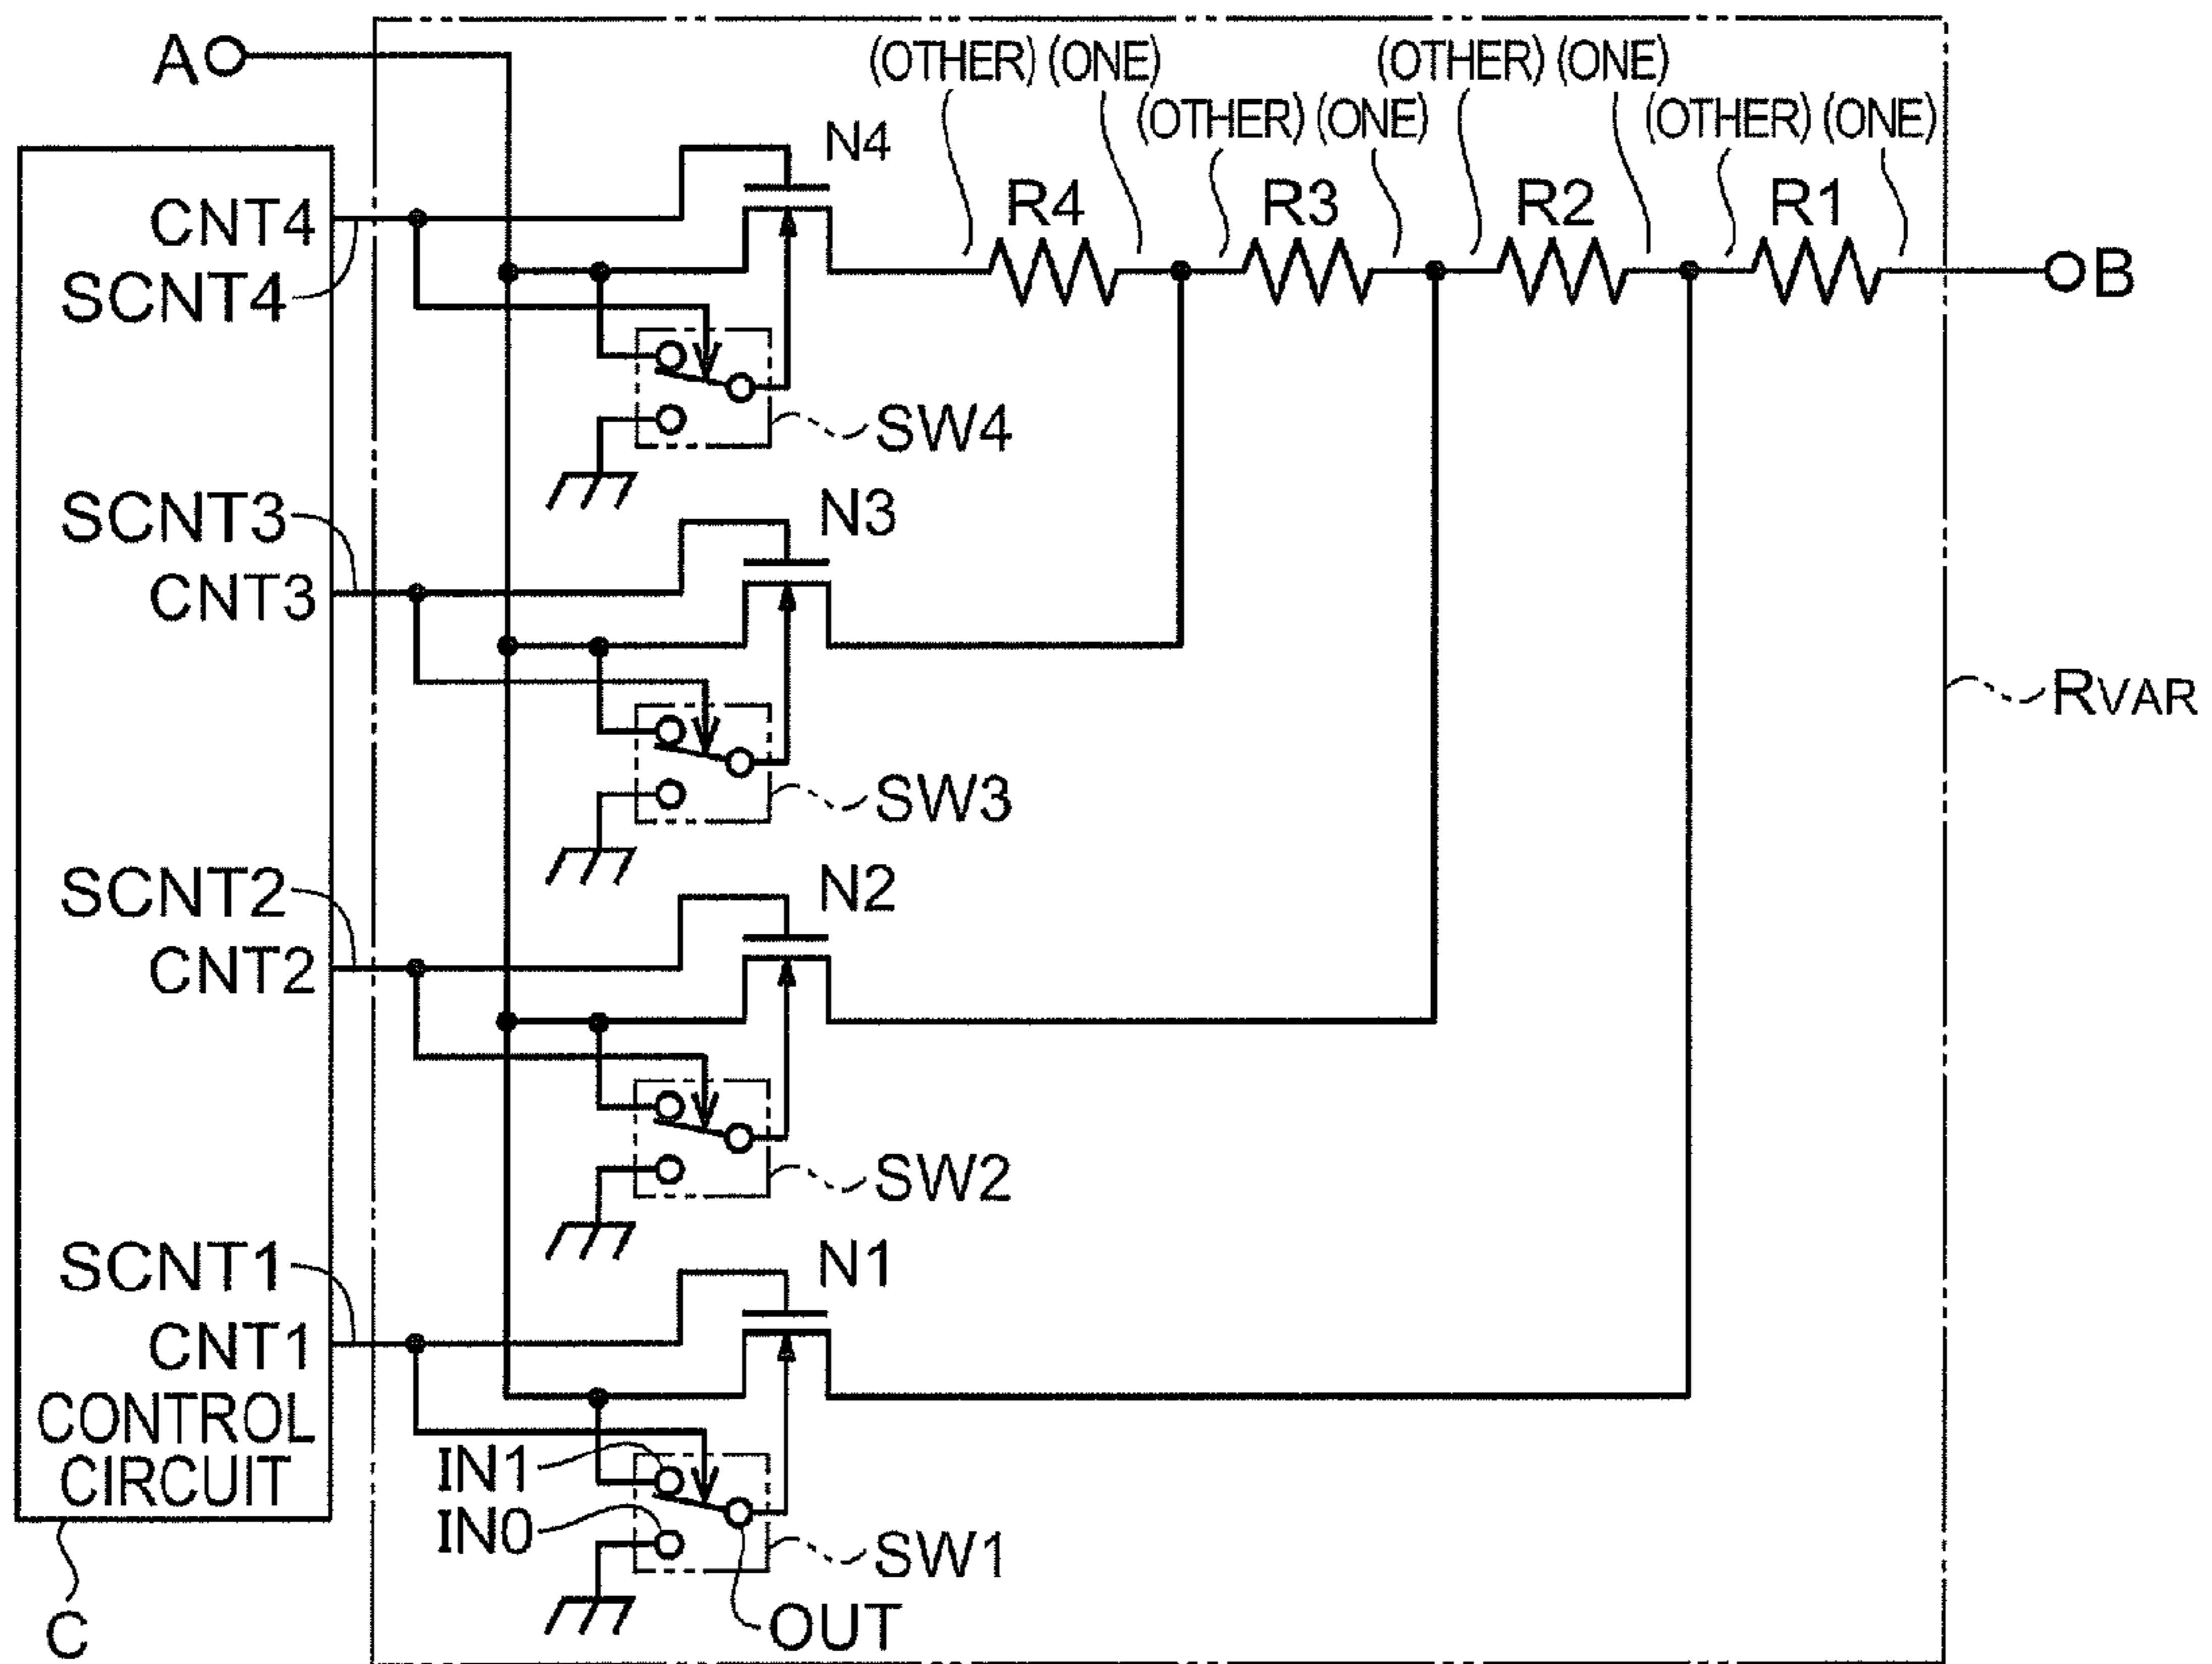 A
(OTHER) (ONE) (OTHER) (ONE)
(OTHER) (ONE) (OTHER) (ONE)
N4
CNT4
R4 R3 R2 R1
SCNT4
B
SW4
SCNT3
N3
CNT3
RVAR
SW3
SCNT2
N2
CNT2
SW2
SCNT1
N1
CNT1
CONTROL
CIRCUIT
IN1
IN0
SW1
OUT
C